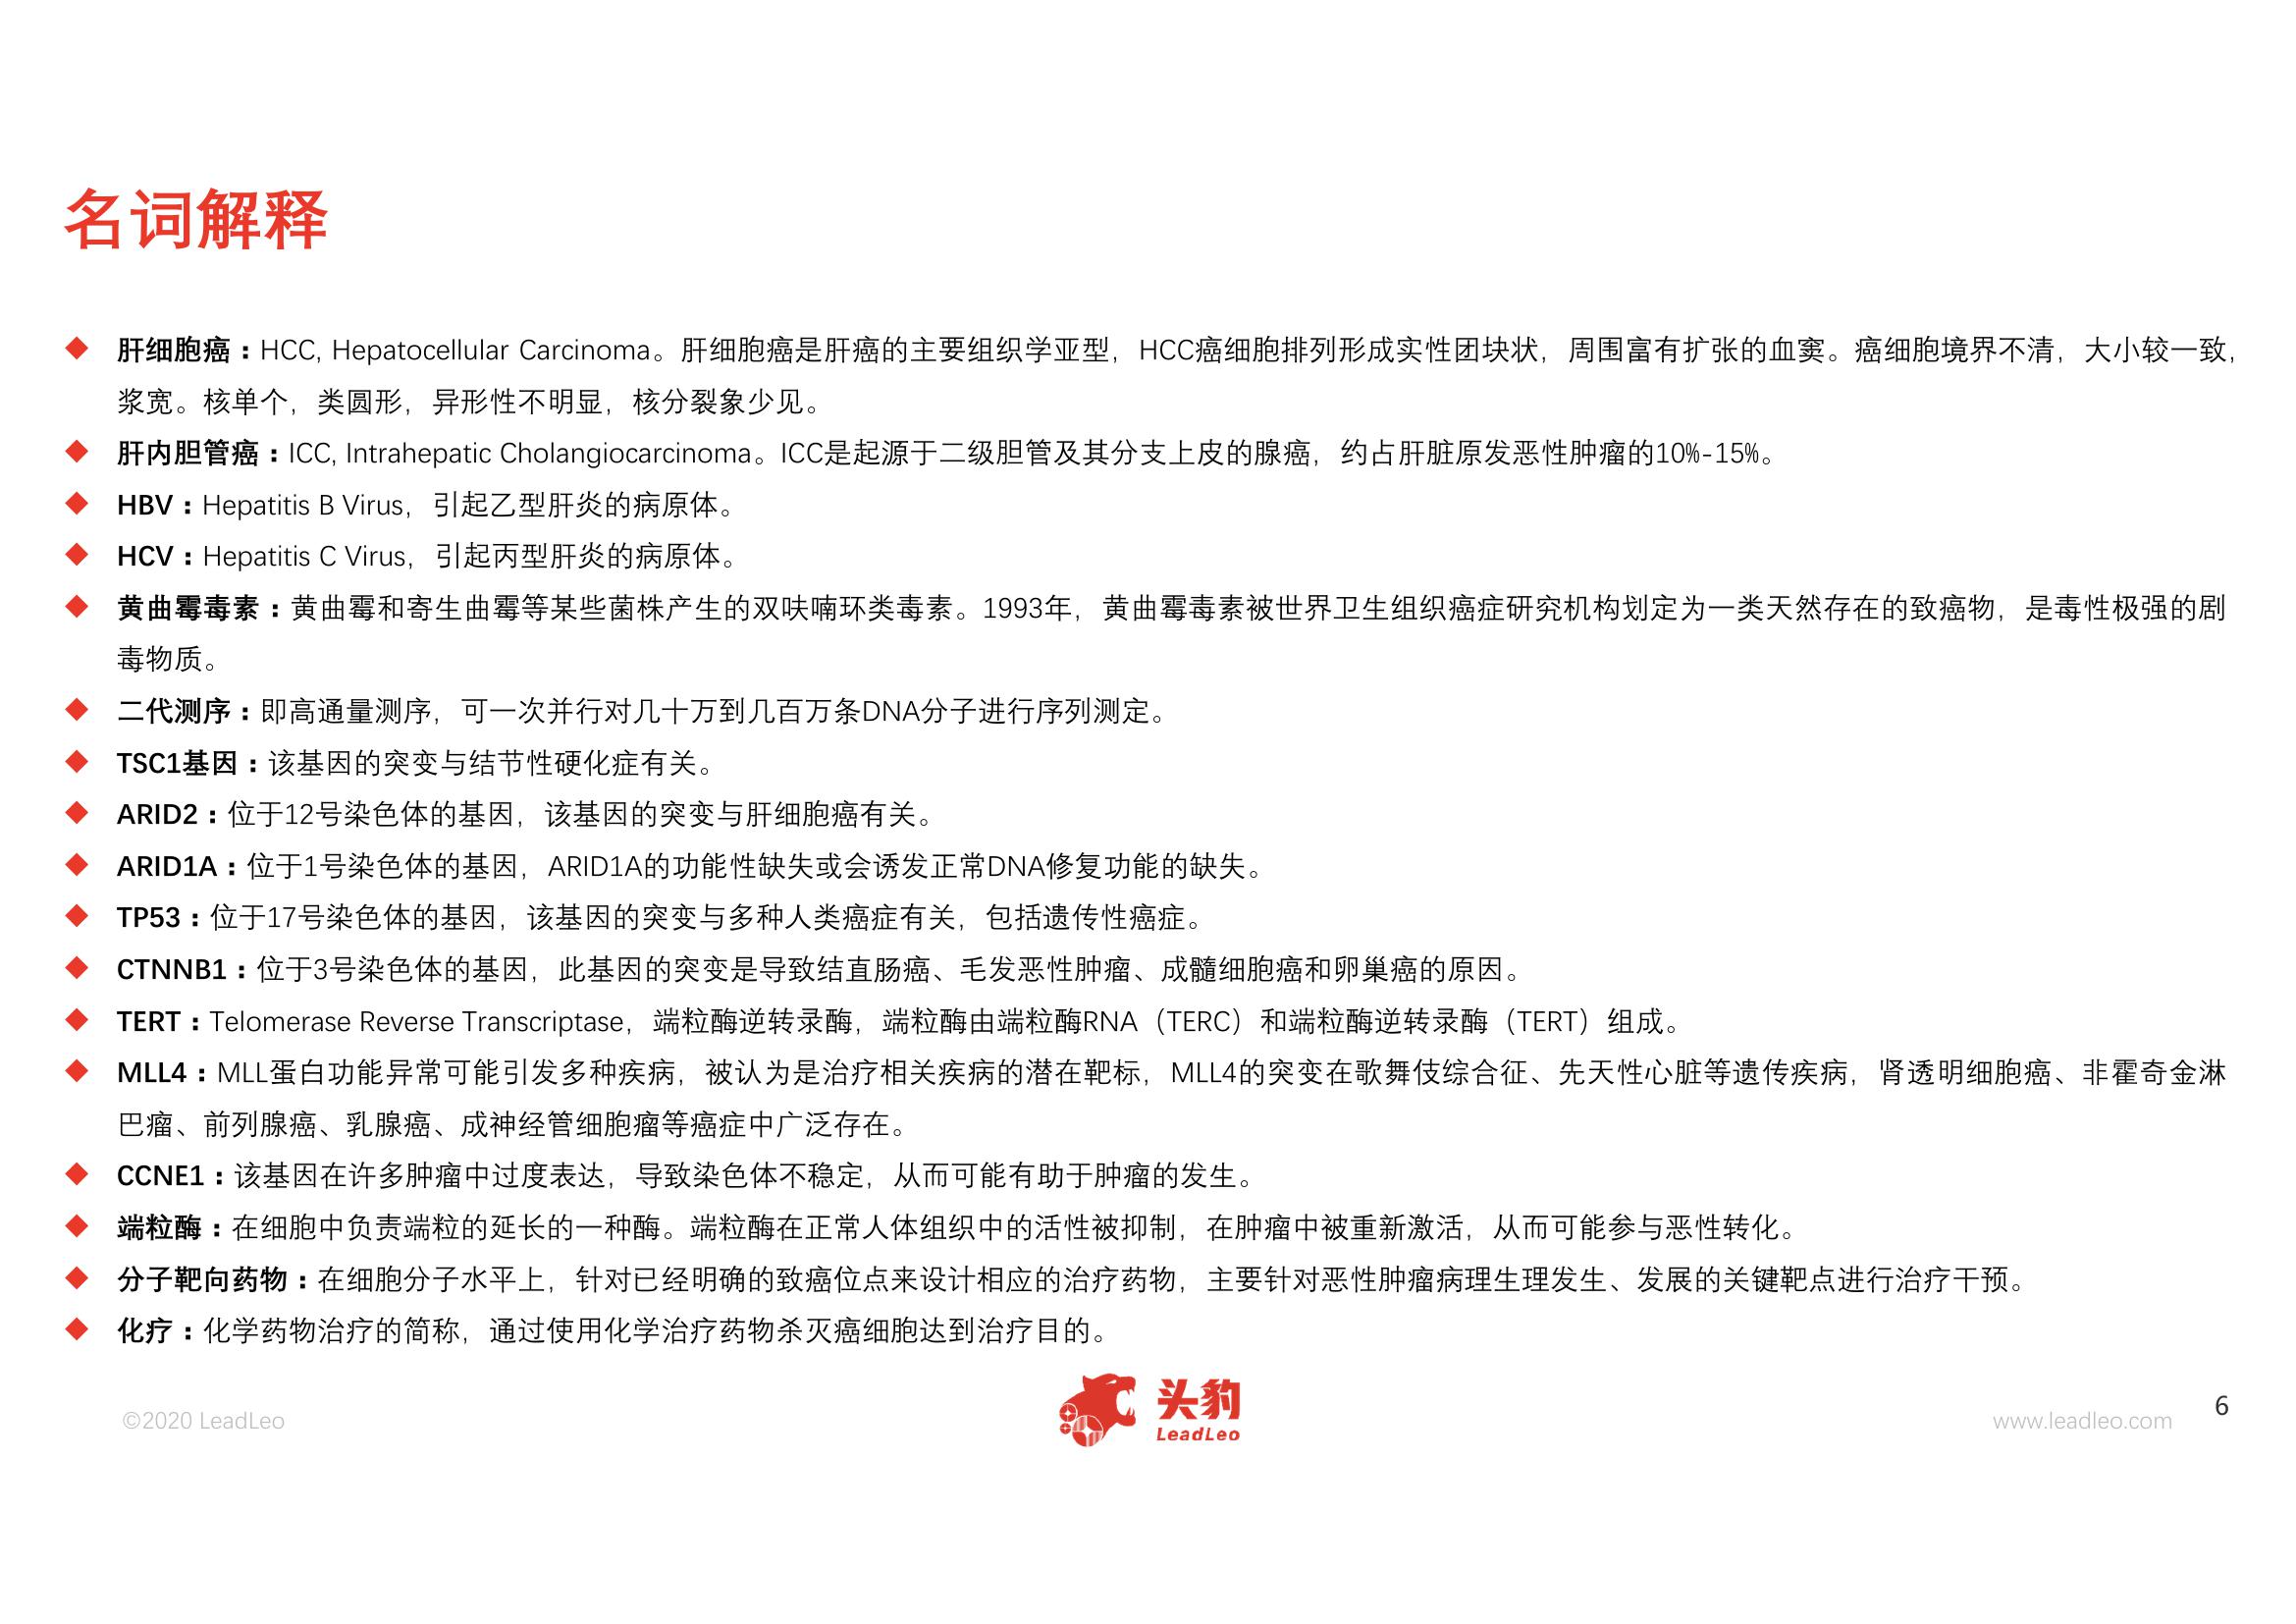 名词解释
◆ 肝细胞癌：HCC, Hepatocellular Carcinoma。肝细胞癌是肝癌的主要组织学亚型，HCC癌细胞排列形成实性团块状，周围富有扩张的血窦。癌细胞境界不清，大小较一致，
浆宽。核单个，类圆形，异形性不明显，核分裂象少见。
◆ 肝内胆管癌：ICC, Intrahepatic Cholangiocarcinoma。ICC是起源于二级胆管及其分支上皮的腺癌，约占肝脏原发恶性肿瘤的10%-15%。
◆ HBV：Hepatitis B Virus，引起乙型肝炎的病原体。
◆ HCV：Hepatitis C Virus，引起丙型肝炎的病原体。
◆ 黄曲霉毒素：黄曲霉和寄生曲霉等某些菌株产生的双呋喃环类毒素。1993年，黄曲霉毒素被世界卫生组织癌症研究机构划定为一类天然存在的致癌物，是毒性极强的剧
毒物质。
◆ 二代测序：即高通量测序，可一次并行对几十万到几百万条DNA分子进行序列测定。
◆ TSC1基因：该基因的突变与结节性硬化症有关。
◆ ARID2：位于12号染色体的基因，该基因的突变与肝细胞癌有关。
◆ ARID1A：位于1号染色体的基因，ARID1A的功能性缺失或会诱发正常DNA修复功能的缺失。
◆ TP53：位于17号染色体的基因，该基因的突变与多种人类癌症有关，包括遗传性癌症。
◆ CTNNB1：位于3号染色体的基因，此基因的突变是导致结直肠癌、毛发恶性肿瘤、成髓细胞癌和卵巢癌的原因。
◆ TERT：Telomerase Reverse Transcriptase，端粒酶逆转录酶，端粒酶由端粒酶RNA（TERC）和端粒酶逆转录酶（TERT）组成。
◆ MLL4：MLL蛋白功能异常可能引发多种疾病，被认为是治疗相关疾病的潜在靶标，MLL4的突变在歌舞伎综合征、先天性心脏等遗传疾病，肾透明细胞癌、非霍奇金淋
巴瘤、前列腺癌、乳腺癌、成神经管细胞瘤等癌症中广泛存在。
◆ CCNE1：该基因在许多肿瘤中过度表达，导致染色体不稳定，从而可能有助于肿瘤的发生。
◆ 端粒酶：在细胞中负责端粒的延长的一种酶。端粒酶在正常人体组织中的活性被抑制，在肿瘤中被重新激活，从而可能参与恶性转化。
◆ 分子靶向药物：在细胞分子水平上，针对已经明确的致癌位点来设计相应的治疗药物，主要针对恶性肿瘤病理生理发生、发展的关键靶点进行治疗干预。
◆ 化疗：化学药物治疗的简称，通过使用化学治疗药物杀灭癌细胞达到治疗目的。
©2020 LeadLeo
头豹
LeadLeo
www.leadleo.com
6